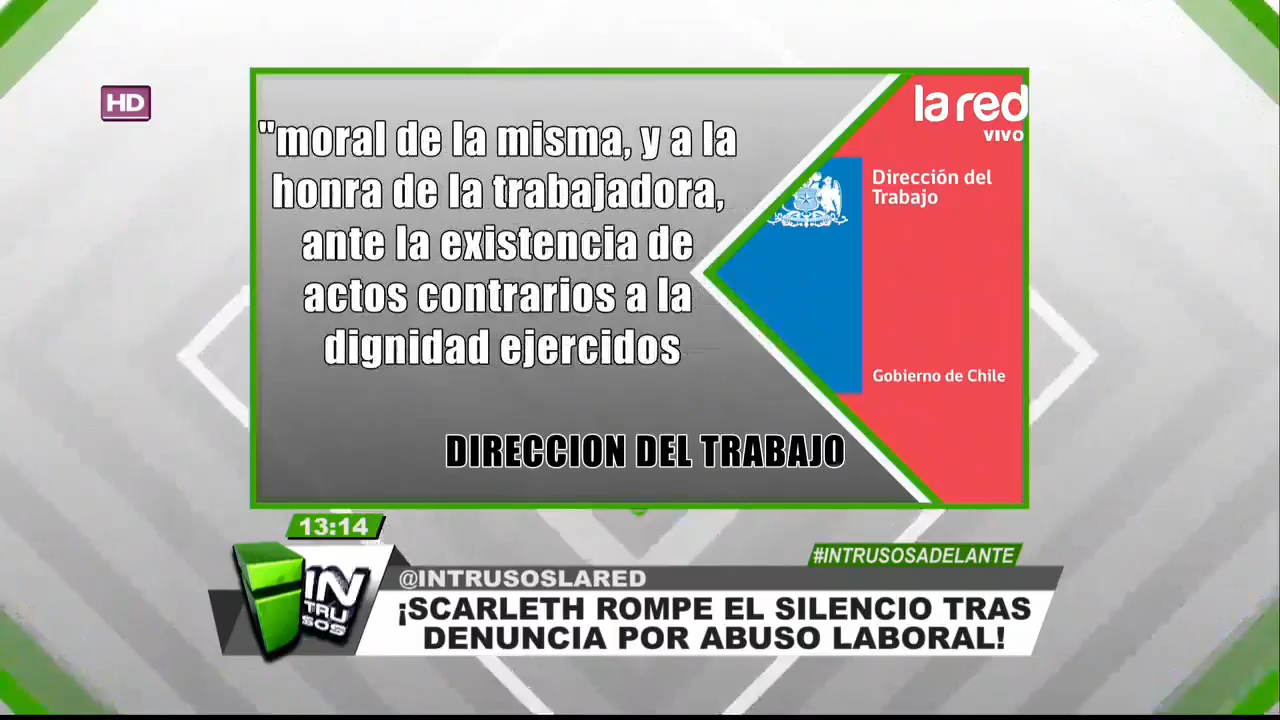 HD
la red
VIVO
"moral de la misma, y a la
honra de la trabajadora,
ante la existencia de
actos contrarios a la
dignidad ejercidos
DIRECCION DEL TRABAJO
Dirección del
Trabajo
Gobierno de Chile
13:14
#INTRUSOSADELANTE
IN
TRU
SOS
@INTRUSOSLARED
¡SCARLETH ROMPE EL SILENCIO TRAS
DENUNCIA POR ABUSO LABORAL!